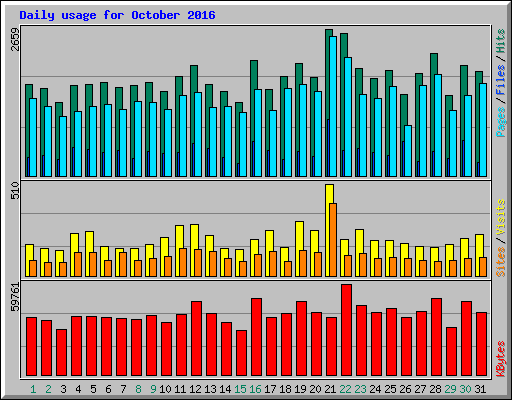 Daily usage for October 2016
2659
Pages / Files / Hits
510
Sites / Visits
59761
KBytes
1 2 3 4 5 6 7 8 9 10 11 12 13 14 15 16 17 18 19 20 21 22 23 24 25 26 27 28 29 30 31